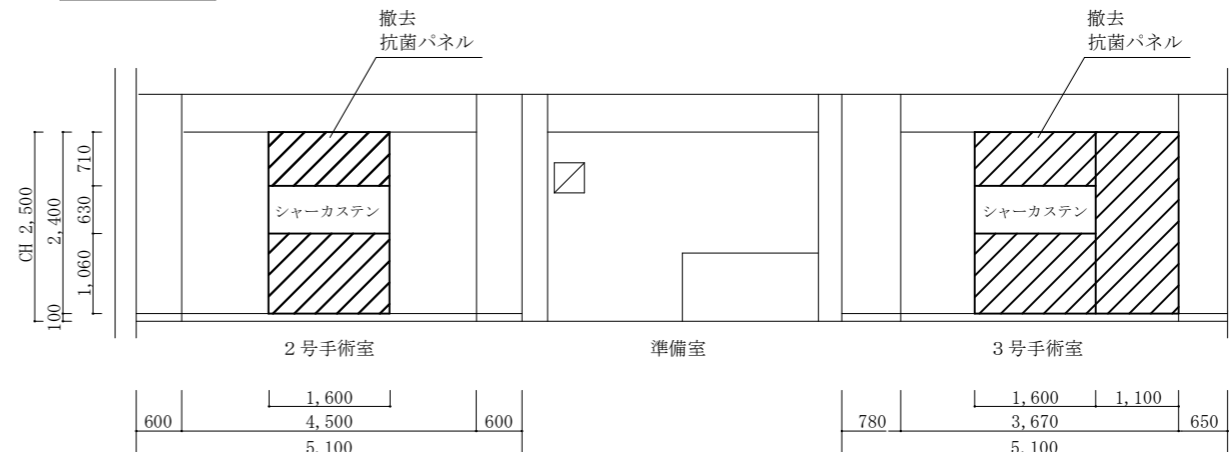 撤去
抗菌パネル
撤去
抗菌パネル
CH 2,500
2,400
710
630
1,060
100
シャーカステン
シャーカステン
２号手術室
準備室
３号手術室
1,600
600
4,500
600
5,100
1,600
1,100
780
3,670
650
5,100